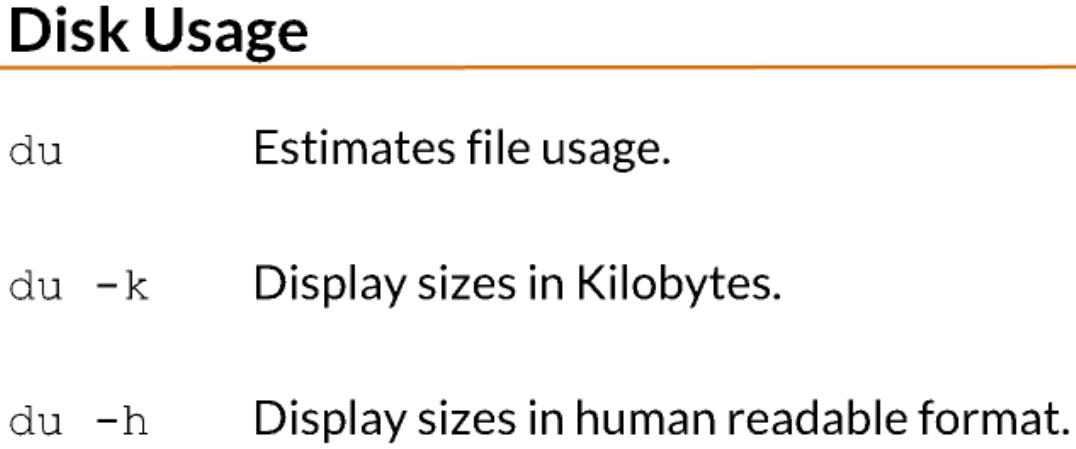 Disk Usage
du Estimates file usage.
du -k Display sizes in Kilobytes.
du -h Display sizes in human readable format.